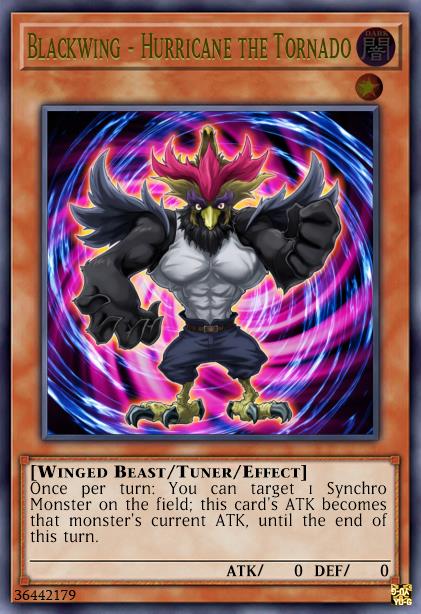 BLACKWING - HURRICANE THE TORNADO
DARK
闇
[WINGED BEAST/TUNER/EFFECT]
Once per turn: You can target 1 Synchro
Monster on the field; this card's ATK becomes
that monster's current ATK, until the end of
this turn.
ATK/ 0 DEF/ 0
36442179